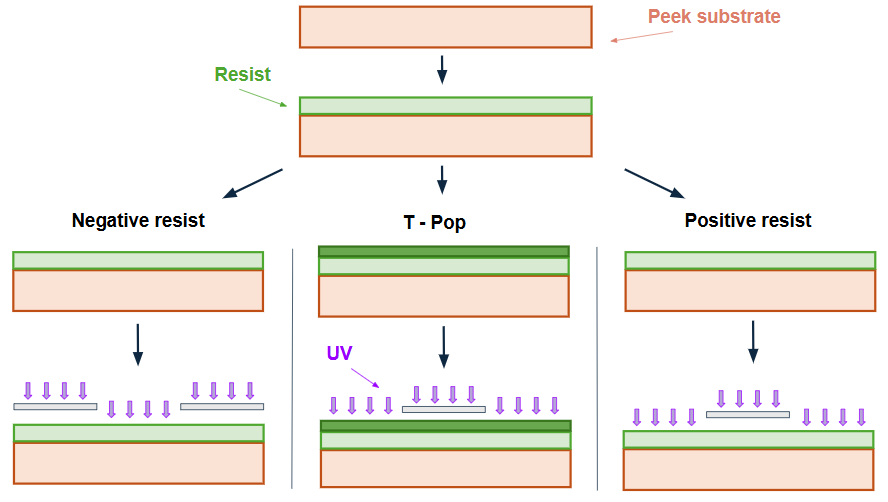 Peek substrate
Resist
Negative resist
T - Pop
Positive resist
UV